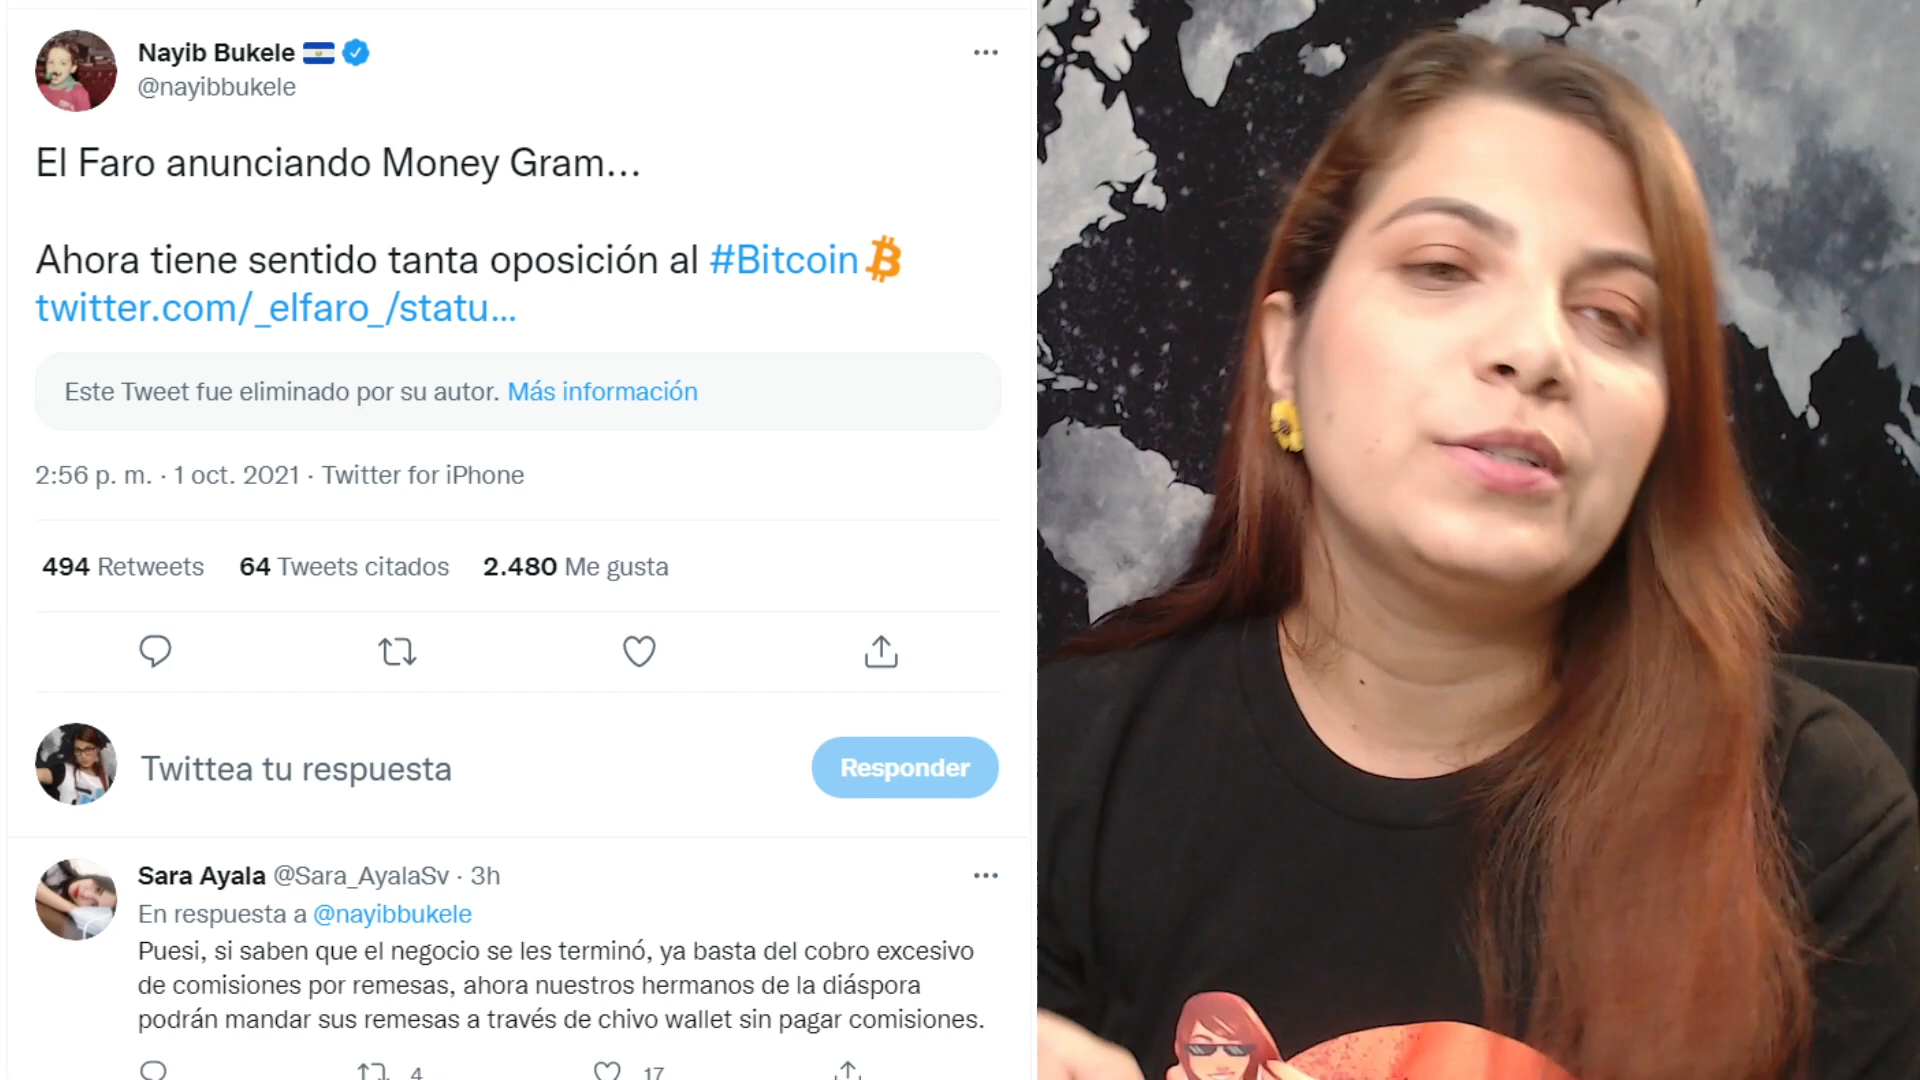 Nayib Bukele
@nayibbukele
El Faro anunciando Money Gram...
Ahora tiene sentido tanta oposición al #Bitcoin
twitter.com/_elfaro_/statu...
Este Tweet fue eliminado por su autor. Más información
2:56 p. m. · 1 oct. 2021 · Twitter for iPhone
494 Retweets 64 Tweets citados 2.480 Me gusta
Twittea tu respuesta
Responder
Sara Ayala @Sara_AyalaSv · 3h
En respuesta a @nayibbukele
Puesi, si saben que el negocio se les terminó, ya basta del cobro excesivo
de comisiones por remesas, ahora nuestros hermanos de la diáspora
podrán mandar sus remesas a través de chivo wallet sin pagar comisiones.
4 17